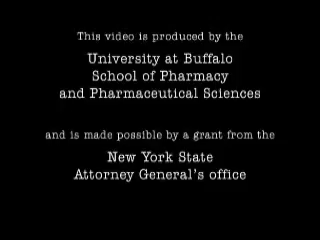 This video is produced by the
University at Buffalo
School of Pharmacy
and Pharmaceutical Sciences
and is made possible by a grant from the
New York State
Attorney General's office